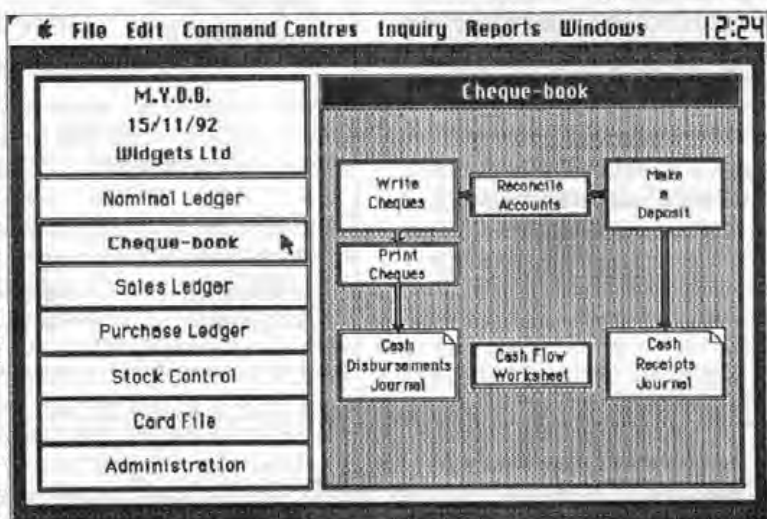 File Edit Command Centres Inquiry Reports Windows 12:24
M.Y.O.B.
15/11/92
Widgets Ltd
Nominal Ledger
Cheque-book
Sales Ledger
Purchase Ledger
Stock Control
Card File
Administration
Cheque-book
Write
Cheques
Reconcile
Accounts
Make
a
Deposit
Print
Cheques
Cash
Disbursements
Journal
Cash Flow
Worksheet
Cash
Receipts
Journal